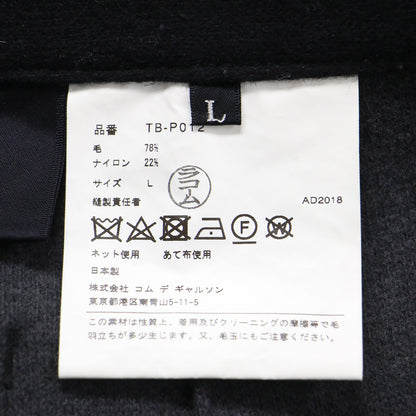 L
品番 TB-P012
毛 78%
ナイロン 22%
サイズ L
縫製責任者
ラコム
AD2018
F W
ネット使用 あて布使用
日本製
株式会社 コム デ ギャルソン
東京都港区南青山5-11-5
この素材は性質上、着用及びクリーニングの摩擦等で毛
羽立ちが多少生じます。又、毛玉にもご注意ください。